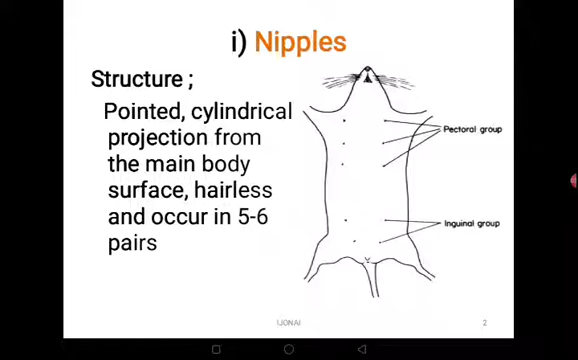 i) Nipples
Structure ;
Pointed, cylindrical
projection from
the main body
surface, hairless
and occur in 5-6
pairs
Pectoral group
Inguinal group
IJONAI
2